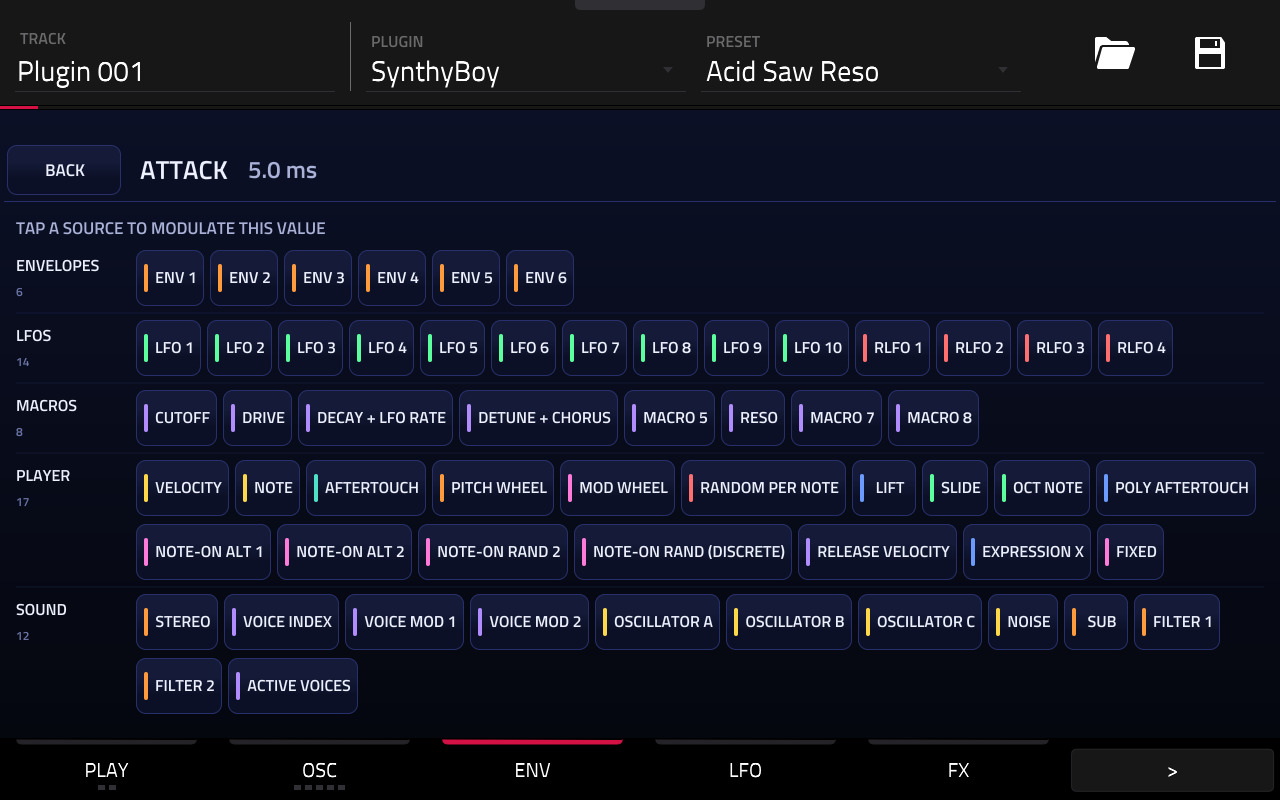 TRACK
Plugin 001
PLUGIN
SynthyBoy
PRESET
Acid Saw Reso
BACK
ATTACK 5.0 ms
TAP A SOURCE TO MODULATE THIS VALUE
ENVELOPES
6
ENV 1 ENV 2 ENV 3 ENV 4 ENV 5 ENV 6
LFOS
14
LFO 1 LFO 2 LFO 3 LFO 4 LFO 5 LFO 6 LFO 7 LFO 8 LFO 9 LFO 10 RLFO 1 RLFO 2 RLFO 3 RLFO 4
MACROS
8
CUTOFF DRIVE DECAY + LFO RATE DETUNE + CHORUS MACRO 5 RESO MACRO 7 MACRO 8
PLAYER
17
VELOCITY NOTE AFTERTOUCH PITCH WHEEL MOD WHEEL RANDOM PER NOTE LIFT SLIDE OCT NOTE POLY AFTERTOUCH
NOTE-ON ALT 1 NOTE-ON ALT 2 NOTE-ON RAND 2 NOTE-ON RAND (DISCRETE) RELEASE VELOCITY EXPRESSION X FIXED
SOUND
12
STEREO VOICE INDEX VOICE MOD 1 VOICE MOD 2 OSCILLATOR A OSCILLATOR B OSCILLATOR C NOISE SUB FILTER 1
FILTER 2 ACTIVE VOICES
PLAY OSC ENV LFO FX >